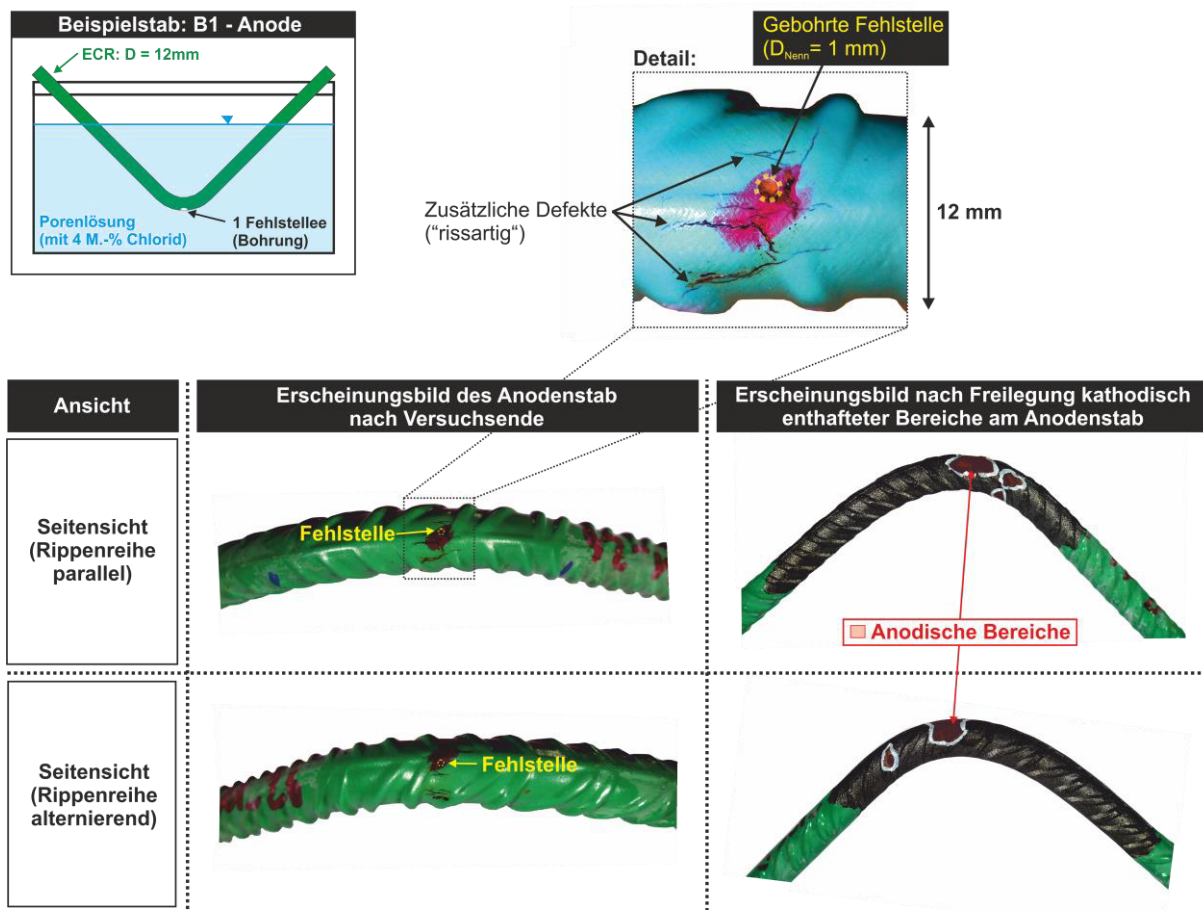 Beispielstab: B1 - Anode
ECR: D = 12mm
Porenlösung
(mit 4 M.-% Chlorid)
1 Fehlstellee
(Bohrung)
Gebohrte Fehlstelle
(DNenn= 1 mm)
Detail:
Zusätzliche Defekte
("rissartig")
12 mm
Ansicht
Erscheinungsbild des Anodenstab
nach Versuchsende
Erscheinungsbild nach Freilegung kathodisch
enthafteter Bereiche am Anodenstab
Seitensicht
(Rippenreihe
parallel)
Fehlstelle
Anodische Bereiche
Seitensicht
(Rippenreihe
alternierend)
Fehlstelle